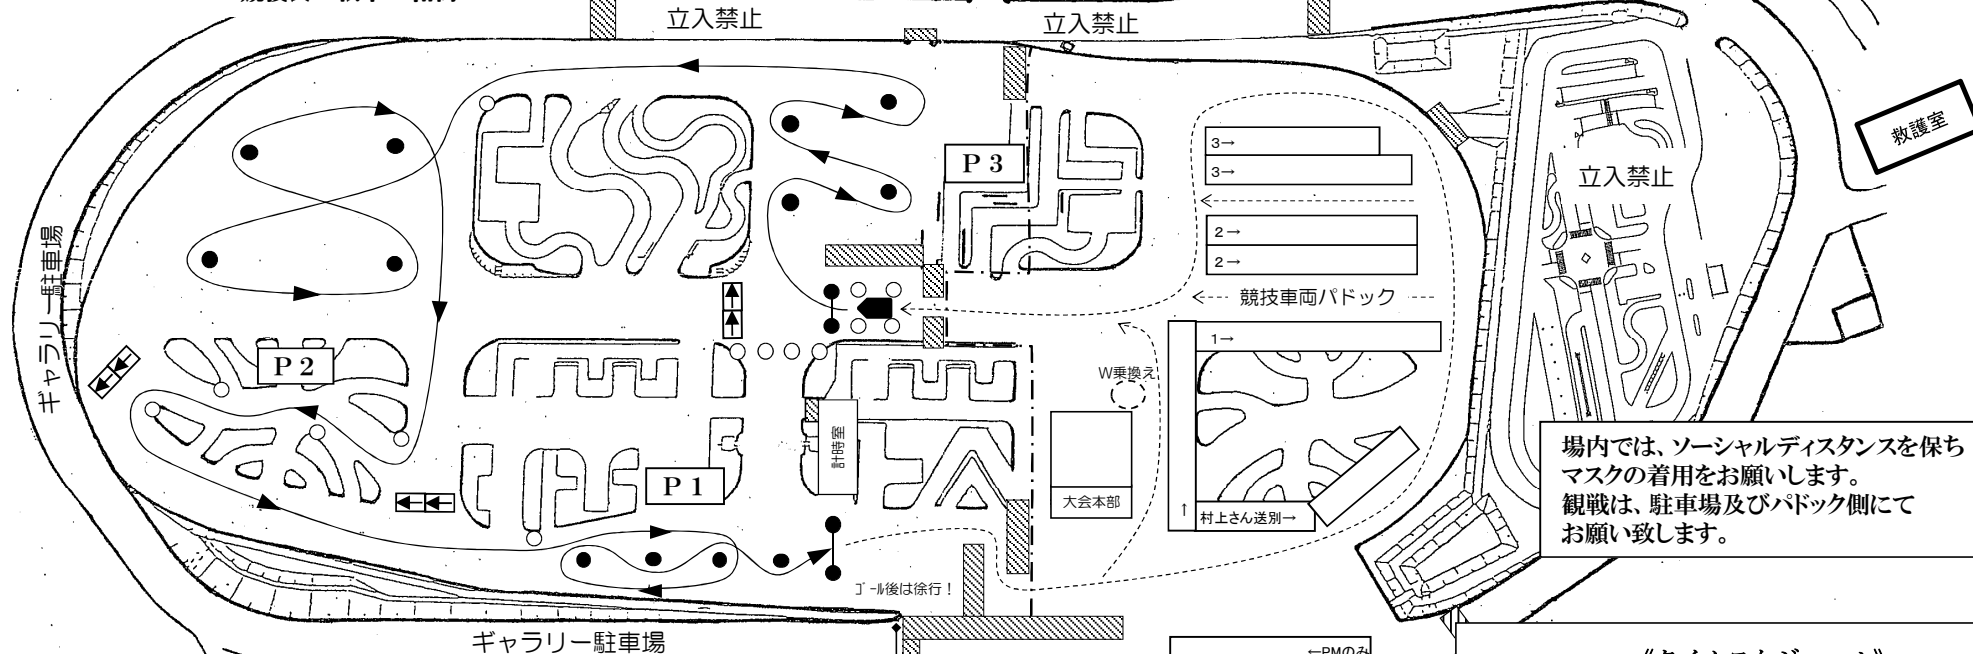 立入禁止
立入禁止
救護室
立入禁止
P 3
3→
3→
2→
2→
競技車両パドック
1→
ギャラリー駐車場
P 2
W乗換え
計時室
P 1
大会本部
↑
村上さん送別→
場内では、ソーシャルディスタンスを保ち
マスクの着用をお願いします。
観戦は、駐車場及びパドック側にて
お願い致します。
ゴール後は徐行！
ギャラリー駐車場
←PMのみ